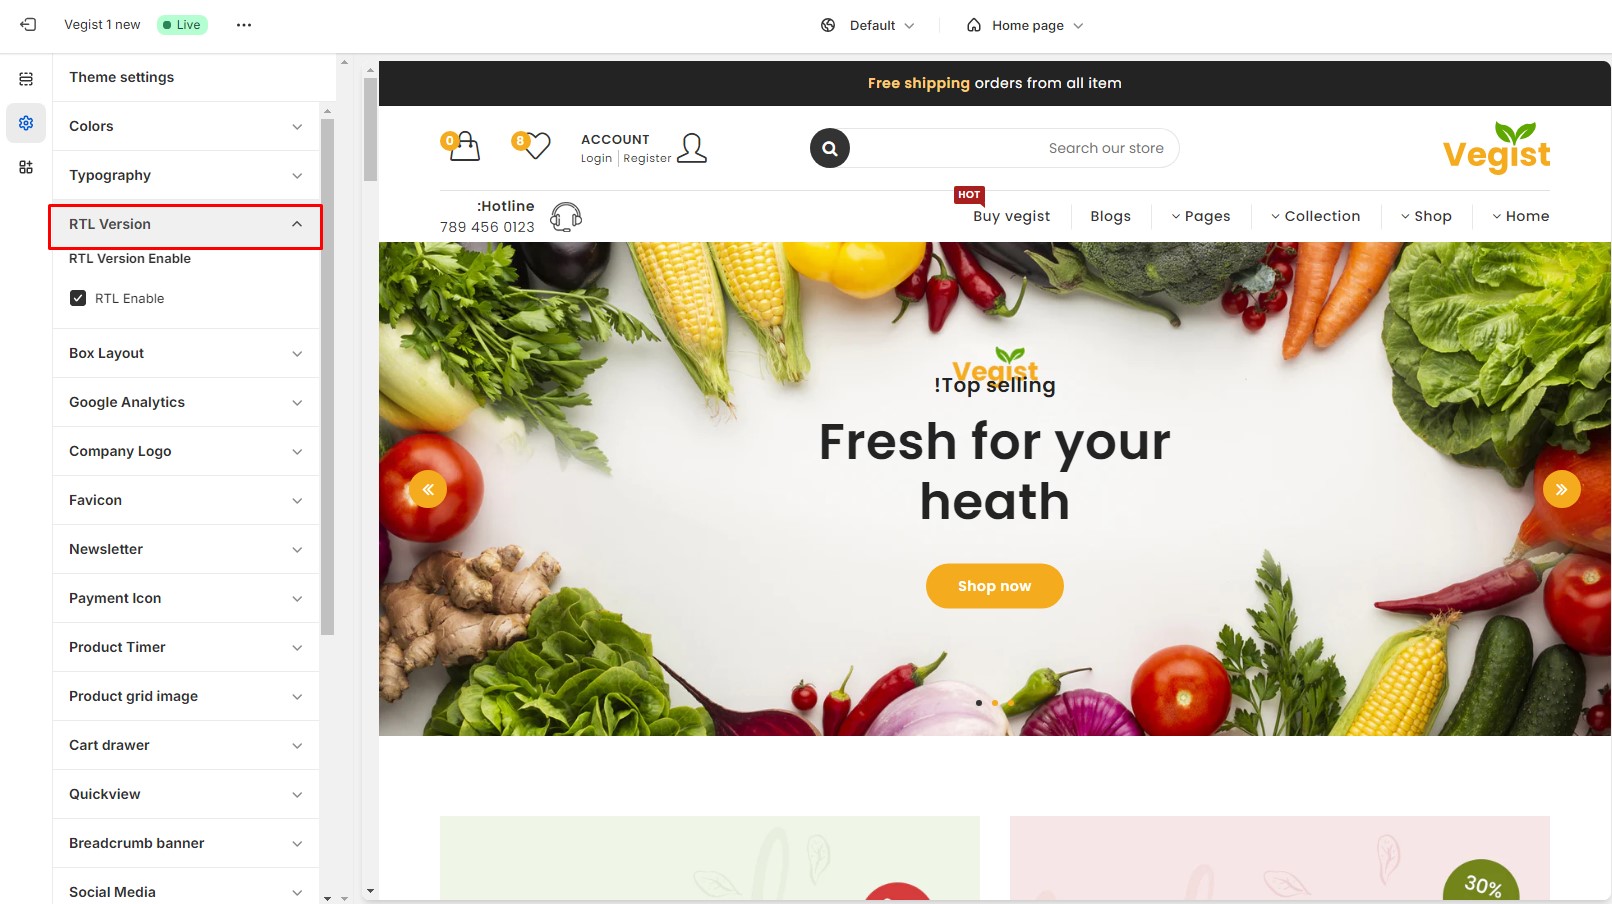 Vegist 1 new
Live
Default
Home page
Theme settings
Colors
Typography
RTL Version
RTL Version Enable
RTL Enable
Box Layout
Google Analytics
Company Logo
Favicon
Newsletter
Payment Icon
Product Timer
Product grid image
Cart drawer
Quickview
Breadcrumb banner
Social Media
Free shipping orders from all item
0
8
ACCOUNT
Login Register
Search our store
Vegist
:Hotline
789 456 0123
HOT
Buy vegist
Blogs
Pages
Collection
Shop
Home
Vegist
!Top selling
Fresh for your
heath
Shop now
30%